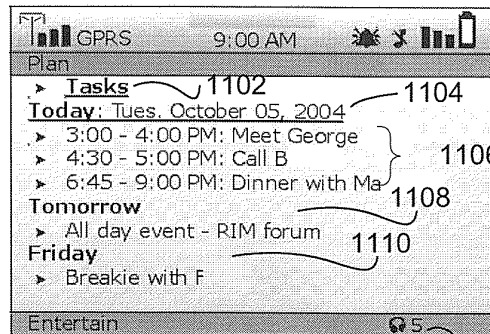 GPRS 9:00 AM
Plan
Tasks 1102
Today: Tues. October 05, 2004 1104
3:00 - 4:00 PM: Meet George
4:30 - 5:00 PM: Call B 1106
6:45 - 9:00 PM: Dinner with Ma
Tomorrow 1108
All day event - RIM forum
Friday 1110
Breakie with F
Entertain 5